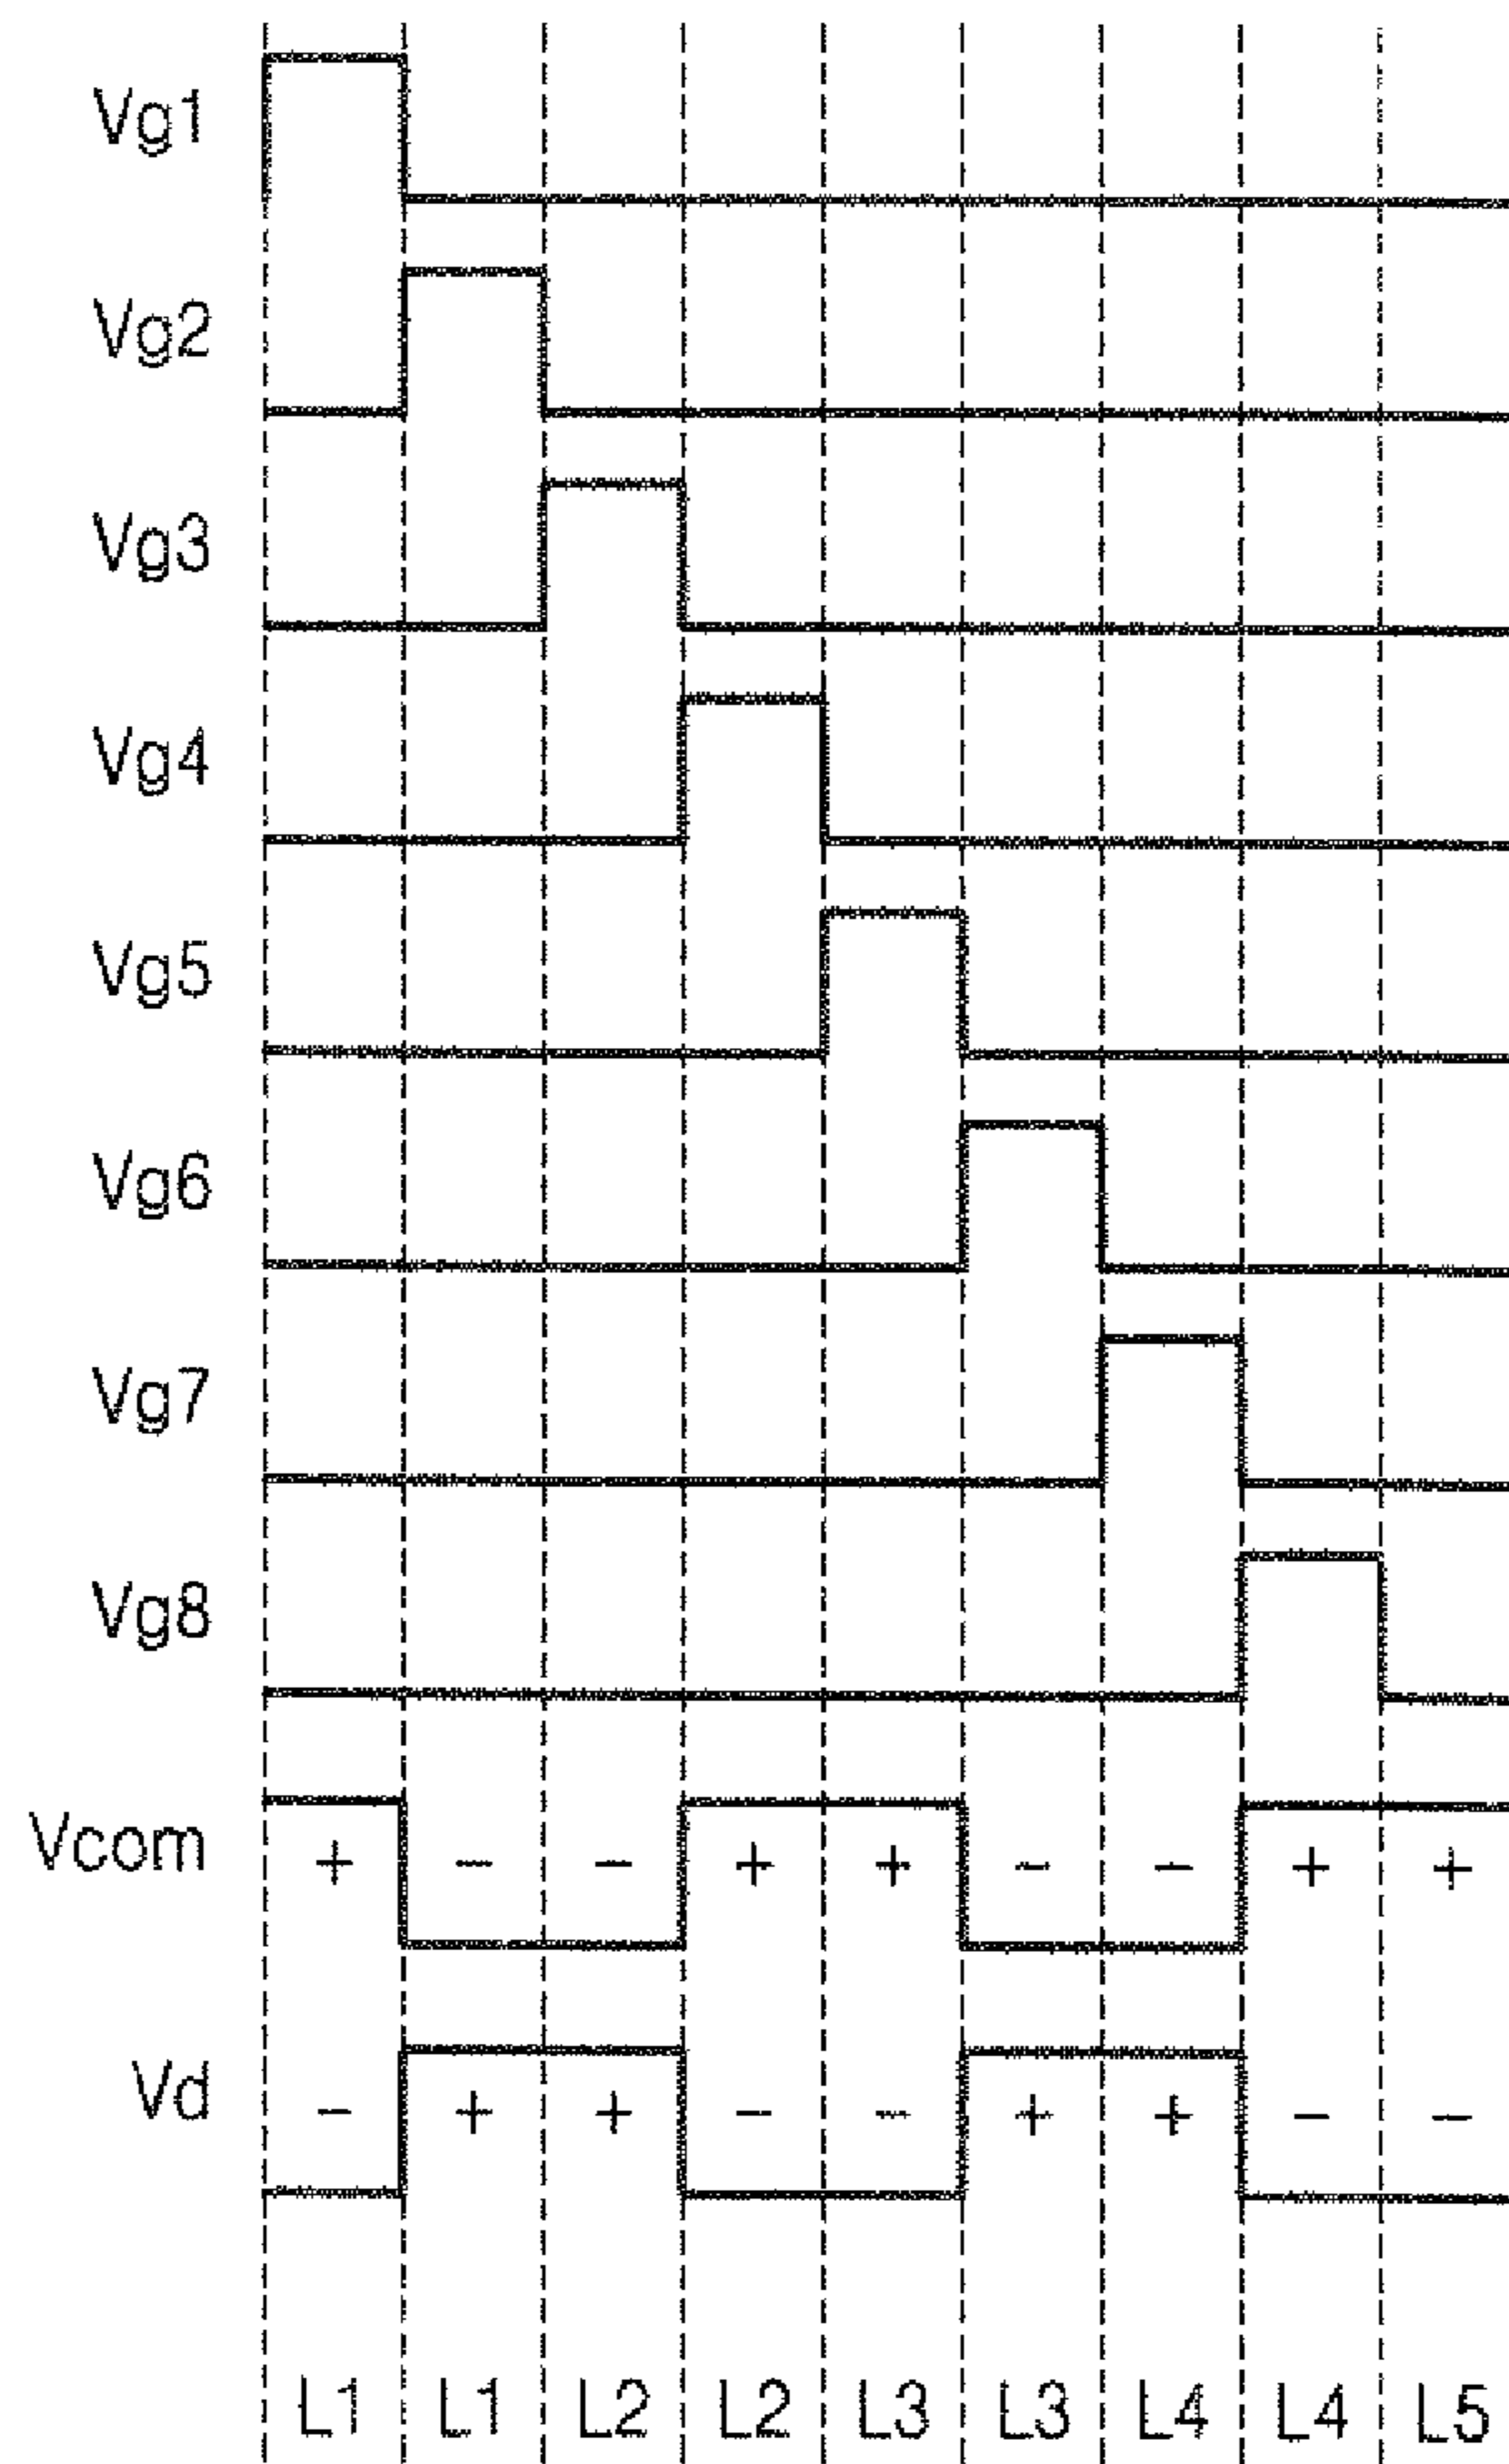 Vg1
Vg2
Vg3
Vg4
Vg5
Vg6
Vg7
Vg8
Vcom + - - + + - - + +
Vd - + + - - + + - -
L1 L1 L2 L2 L3 L3 L4 L4 L5